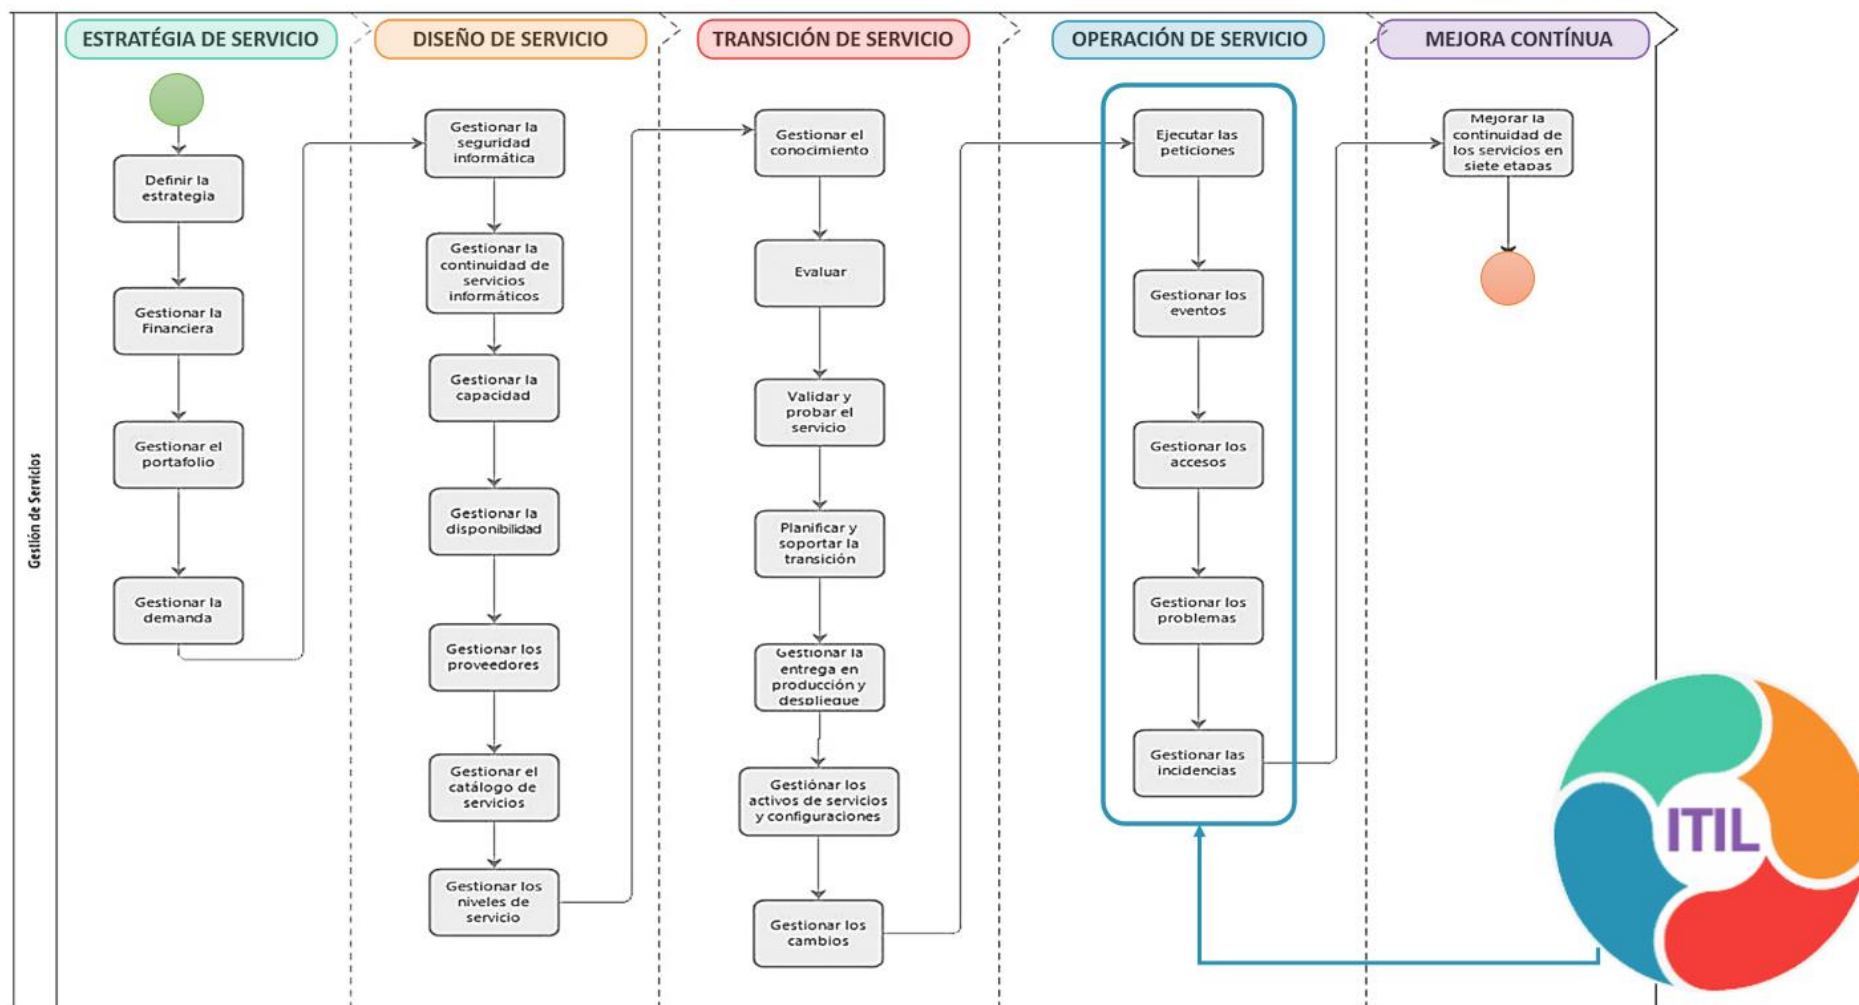 ESTRATÉGIA DE SERVICIO
DISEÑO DE SERVICIO
TRANSICIÓN DE SERVICIO
OPERACIÓN DE SERVICIO
MEJORA CONTÍNUA
Gestión de Servicios
Definir la
estrategia
Gestionar la
Financiera
Gestionar el
portafolio
Gestionar la
demanda
Gestionar la
seguridad
informática
Gestionar la
continuidad de
servicios
informáticos
Gestionar la
capacidad
Gestionar la
disponibilidad
Gestionar los
proveedores
Gestionar el
catálogo de
servicios
Gestionar los
niveles de
servicio
Gestionar el
conocimiento
Evaluar
Validar y
probar el
servicio
Planificar y
soportar la
transición
Gestionar la
entrega en
producción y
despliegue
Gestiónar los
activos de servicios
y configuraciones
Gestionar los
cambios
Ejecutar las
peticiones
Gestionar los
eventos
Gestionar los
accesos
Gestionar los
problemas
Gestionar las
incidencias
Mejorar la
continuidad de
los servicios en
siete etapas
ITIL